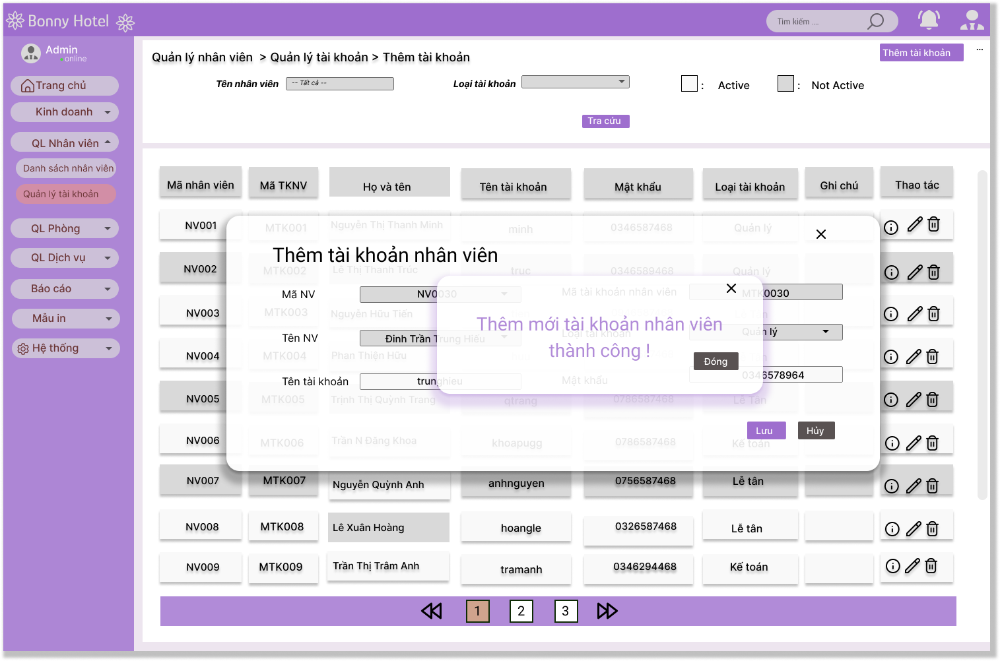 Bonny Hotel
Tìm kiếm ....
Admin
online
Trang chủ
Kinh doanh
QL Nhân viên
Danh sách nhân viên
Quản lý tài khoản
QL Phòng
QL Dịch vụ
Báo cáo
Mẫu in
Hệ thống
Quản lý nhân viên > Quản lý tài khoản > Thêm tài khoản
Thêm tài khoản
...
Tên nhân viên -- Tất cả -- Loại tài khoản : Active : Not Active
Tra cứu
Mã nhân viên Mã TKNV Họ và tên Tên tài khoản Mật khẩu Loại tài khoản Ghi chú Thao tác
NV001 MTK001 Nguyễn Thị Thanh Minh minh 0346587468 Quản lý
Thêm tài khoản nhân viên
NV002 MTK002 Lê Thị Thanh Trúc truc 0346589468 Quản lý
Mã NV NV0030 Mã tài khoản nhân viên MTK0030
NV003 MTK003 Nguyễn Hữu Tiến
Thêm mới tài khoản nhân viên
thành công !
Đóng
Tên NV Đinh Trần Trung Hiếu Loại tài khoản Quản lý
NV004 MTK004 Phan Thiện Hữu
Tên tài khoản trunghieu Mật khẩu 0346578964
NV005 MTK005 Trịnh Thị Quỳnh Trang qtrang 0786587468 Lễ Tân
Lưu Hủy
NV006 MTK006 Trần N Đăng Khoa khoapugg 0786587468 Kế toán
NV007 MTK007 Nguyễn Quỳnh Anh anhnguyen 0756587468 Lễ tân
NV008 MTK008 Lê Xuân Hoàng hoangle 0326587468 Lễ tân
NV009 MTK009 Trần Thị Trâm Anh tramanh 0346294468 Kế toán
1 2 3